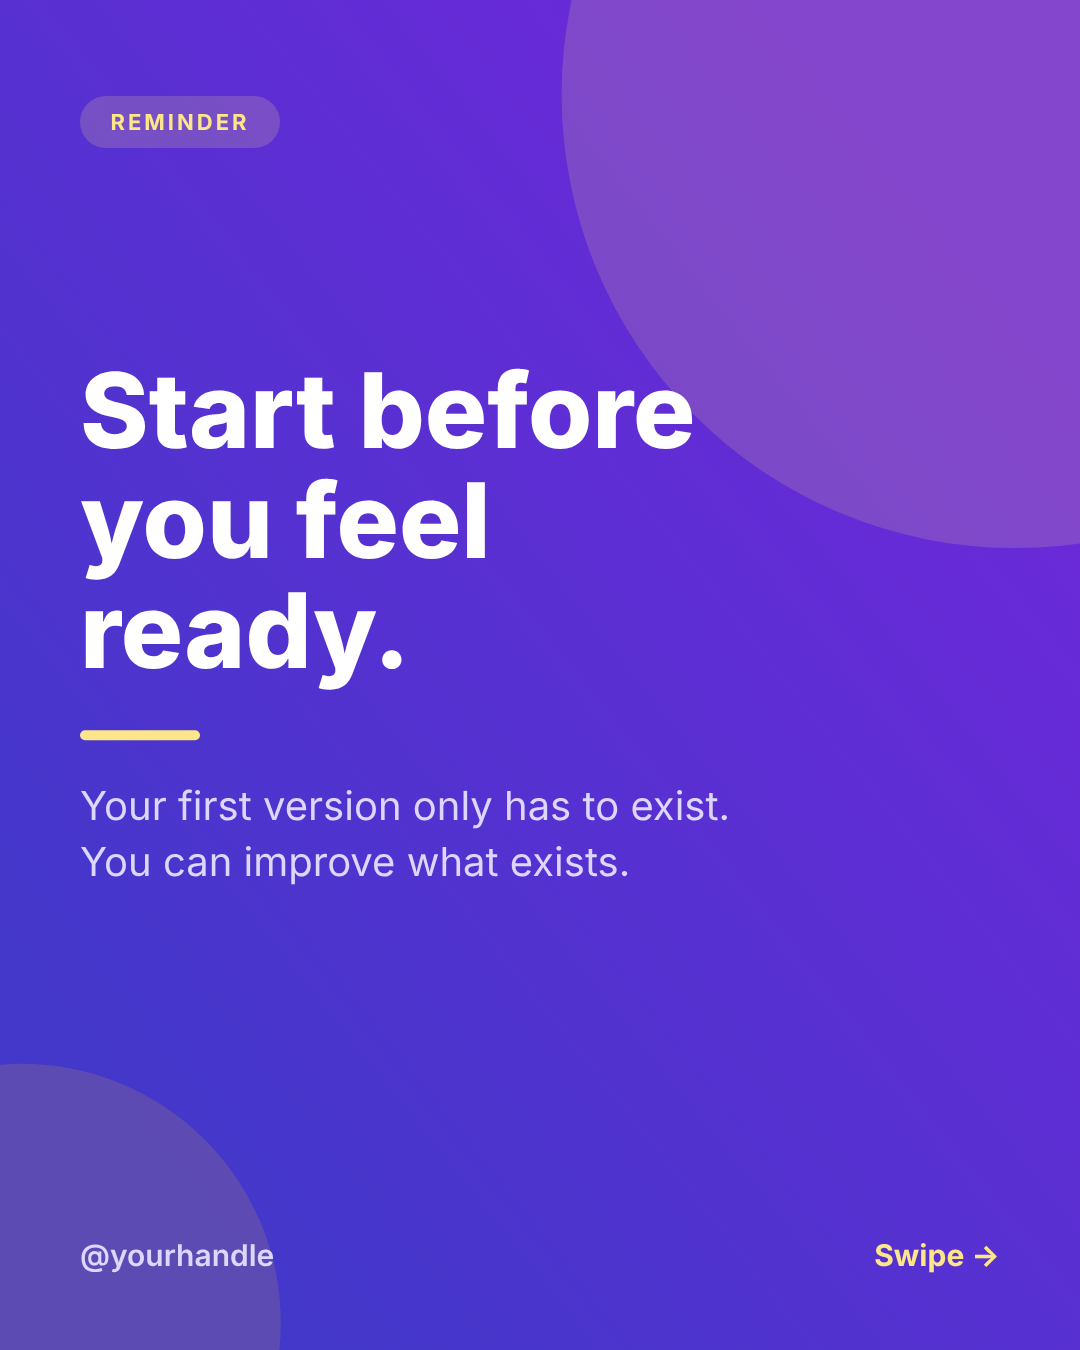 REMINDER
Start before
you feel
ready.
Your first version only has to exist.
You can improve what exists.
@yourhandle
Swipe →